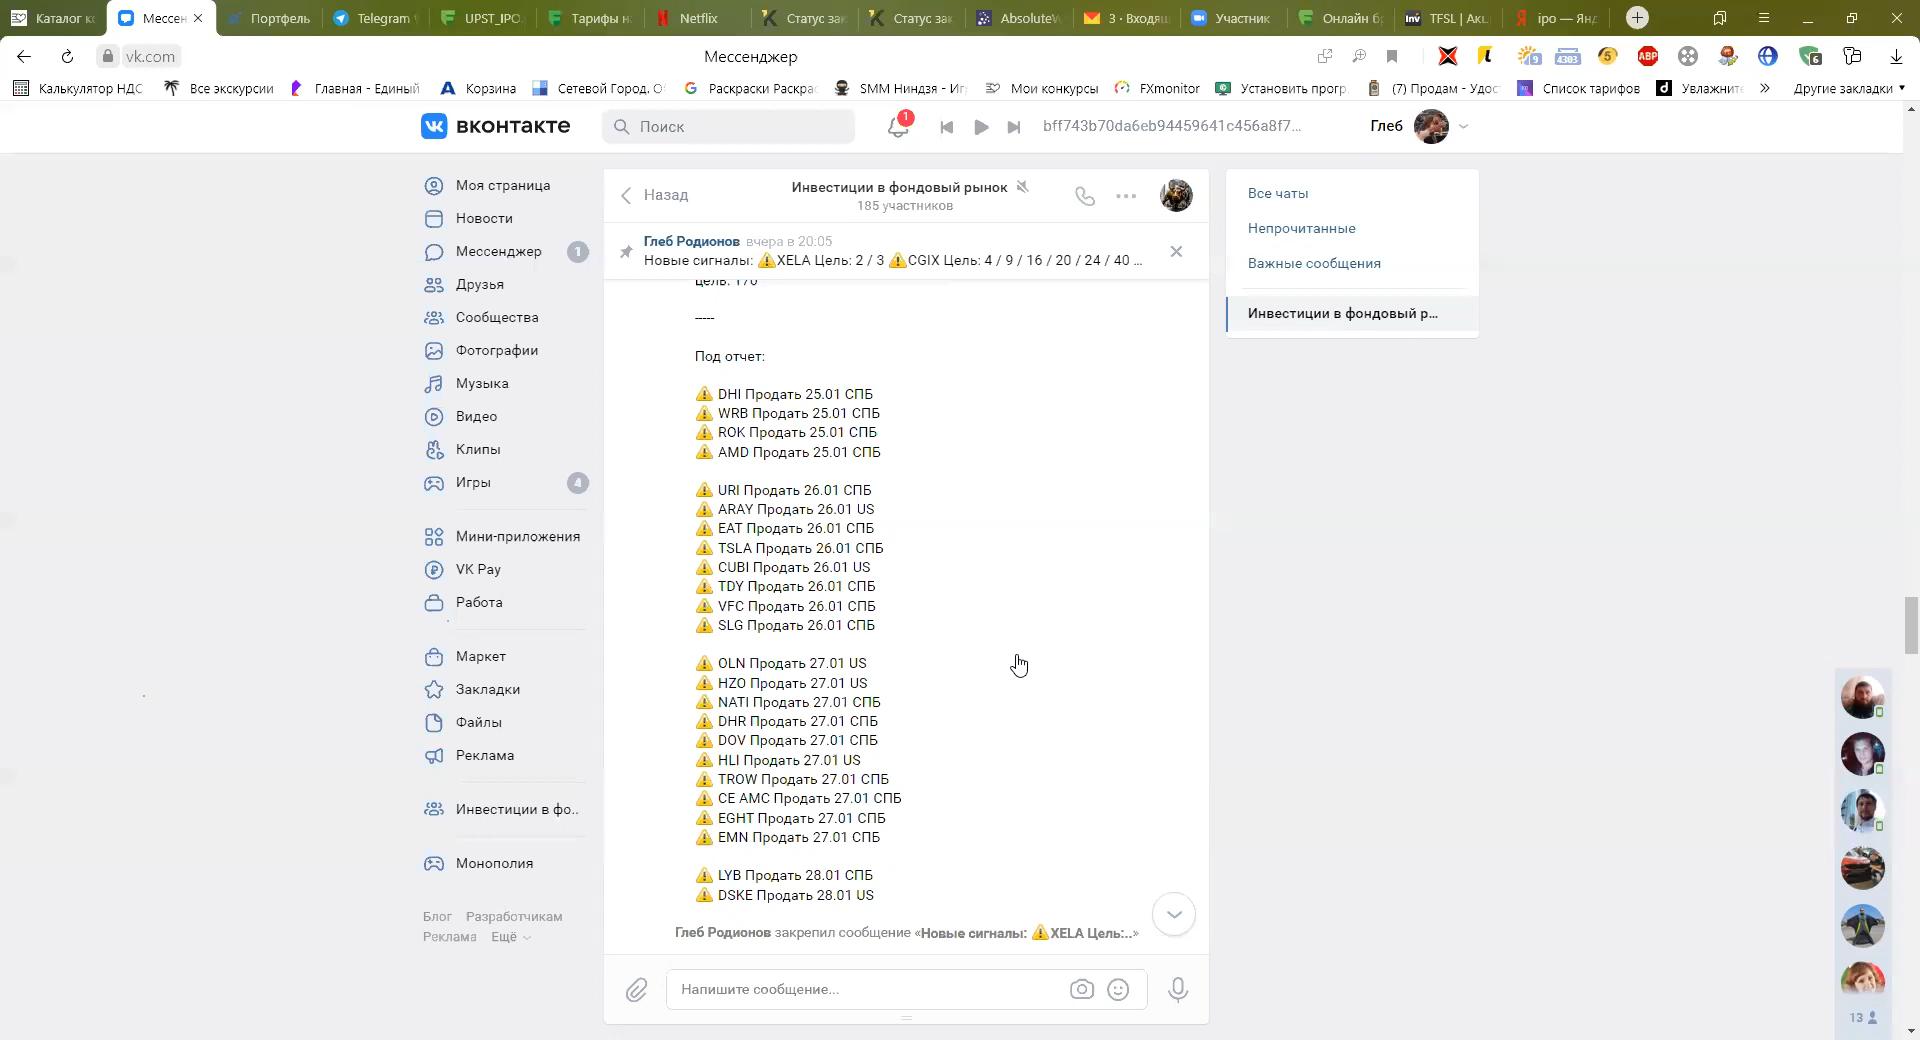 Каталог кс
Мессен
Портфель
Telegram
UPST_IPO
Тарифы н
Netflix
Статус зак
Статус зак
AbsoluteW
3 • Входящ
Участник
Онлайн бр
TFSL | Акц
ipo — Янд
vk.com
Мессенджер
Калькулятор НДС
Все экскурсии
Главная - Единый
Корзина
Сетевой Город. О
Раскраски Раскрас
SMM Ниндзя - Иг
Мои конкурсы
FXmonitor
Установить прогр
(7) Продам - Удос
Список тарифов
Увлажнит
Другие закладки
вконтакте
Поиск
1
bff743b70da6eb94459641c456a8f7...
Глеб
Моя страница
Новости
Мессенджер 1
Друзья
Сообщества
Фотографии
Музыка
Видео
Клипы
Игры 4
Мини-приложения
VK Pay
Работа
Маркет
Закладки
Файлы
Реклама
Инвестиции в фо..
Монополия
Блог Разработчикам
Реклама Ещё
Назад
Инвестиции в фондовый рынок
185 участников
Глеб Родионов вчера в 20:05
Новые сигналы: ⚠XELA Цель: 2 / 3 ⚠CGIX Цель: 4 / 9 / 16 / 20 / 24 / 40 ...
цель: 170
-----
Под отчет:
⚠ DHI Продать 25.01 СПБ
⚠ WRB Продать 25.01 СПБ
⚠ ROK Продать 25.01 СПБ
⚠ AMD Продать 25.01 СПБ
⚠ URI Продать 26.01 СПБ
⚠ ARAY Продать 26.01 US
⚠ EAT Продать 26.01 СПБ
⚠ TSLA Продать 26.01 СПБ
⚠ CUBI Продать 26.01 US
⚠ TDY Продать 26.01 СПБ
⚠ VFC Продать 26.01 СПБ
⚠ SLG Продать 26.01 СПБ
⚠ OLN Продать 27.01 US
⚠ HZO Продать 27.01 US
⚠ NATI Продать 27.01 СПБ
⚠ DHR Продать 27.01 СПБ
⚠ DOV Продать 27.01 СПБ
⚠ HLI Продать 27.01 US
⚠ TROW Продать 27.01 СПБ
⚠ CE AMC Продать 27.01 СПБ
⚠ EGHT Продать 27.01 СПБ
⚠ EMN Продать 27.01 СПБ
⚠ LYB Продать 28.01 СПБ
⚠ DSKE Продать 28.01 US
Глеб Родионов закрепил сообщение «Новые сигналы: ⚠XELA Цель:..»
Напишите сообщение...
Все чаты
Непрочитанные
Важные сообщения
Инвестиции в фондовый р...
13